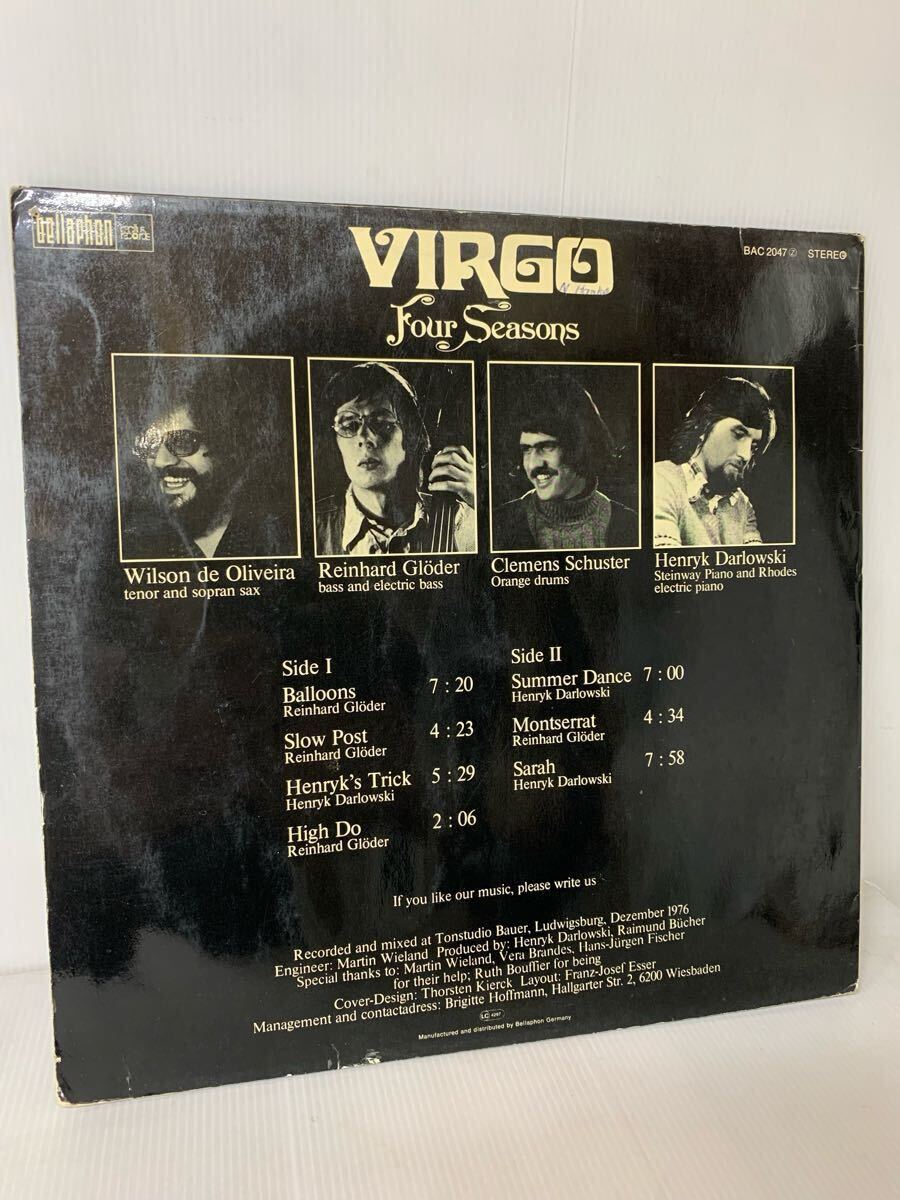 bellaphon
VIRGO
Four Seasons
BAC 2047 Z STEREO
Wilson de Oliveira
tenor and sopran sax
Reinhard Glöder
bass and electric bass
Clemens Schuster
Orange drums
Henryk Darlowski
Steinway Piano and Rhodes
electric piano
Side I
Balloons 7 : 20
Reinhard Glöder
Slow Post 4 : 23
Reinhard Glöder
Henryk's Trick 5 : 29
Henryk Darlowski
High Do 2 : 06
Reinhard Glöder
Side II
Summer Dance 7 : 00
Henryk Darlowski
Montserrat 4 : 34
Reinhard Glöder
Sarah 7 : 58
Henryk Darlowski
If you like our music, please write us
Recorded and mixed at Tonstudio Bauer, Ludwigsburg, Dezember 1976
Engineer: Martin Wieland Produced by: Henryk Darlowski, Raimund Bücher
Special thanks to: Martin Wieland, Vera Brandes, Hans-Jürgen Fischer
for their help; Ruth Bouffier for being
Cover-Design: Thorsten Kierck Layout: Franz-Josef Esser
Management and contactadress: Brigitte Hoffmann, Hallgarter Str. 2, 6200 Wiesbaden
LC 4297
Manufactured and distributed by Bellaphon Germany